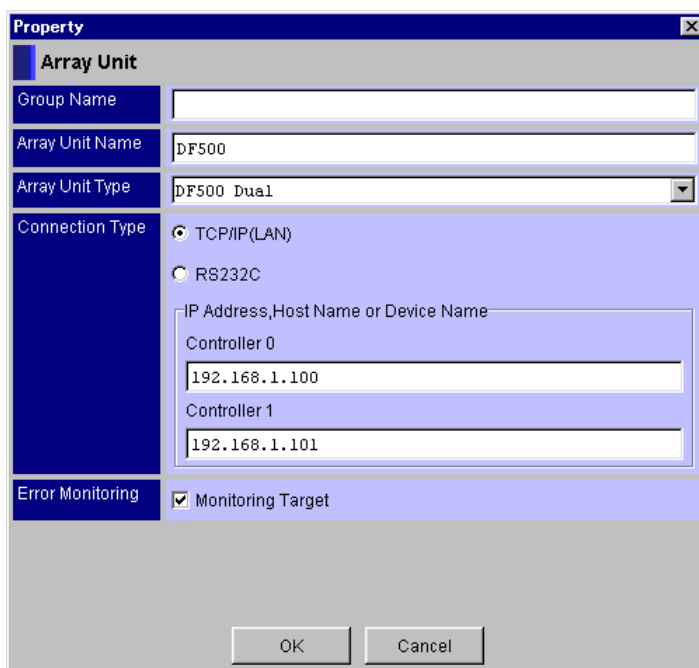 Property
Array Unit
Group Name
Array Unit Name
DF500
Array Unit Type
DF500 Dual
Connection Type
TCP/IP(LAN)
RS232C
IP Address,Host Name or Device Name
Controller 0
192.168.1.100
Controller 1
192.168.1.101
Error Monitoring
Monitoring Target
OK
Cancel